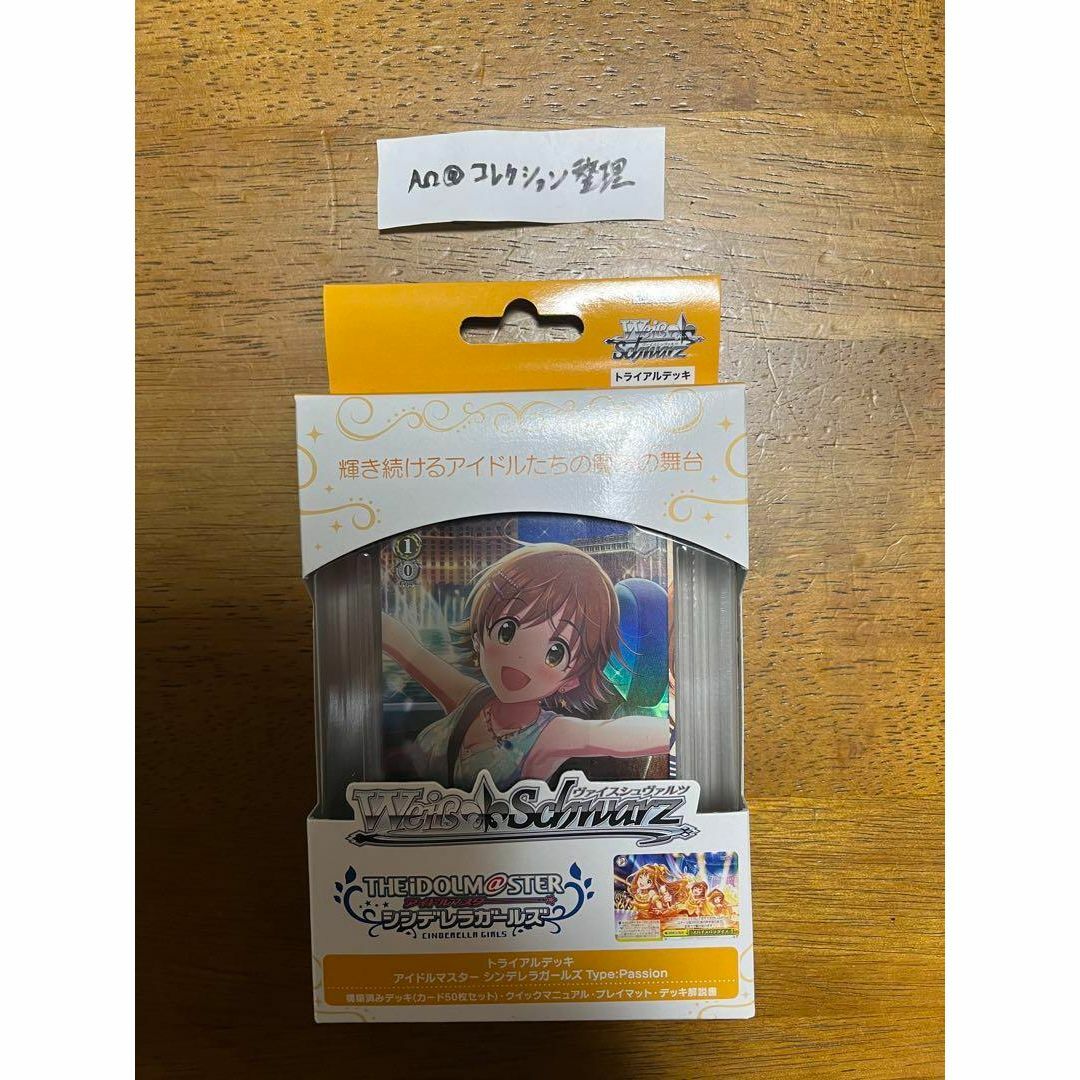 AΩ@コレクション整理
Weiß Schwarz
トライアルデッキ
輝き続けるアイドルたちの魔法の舞台
1
0
ヴァイスシュヴァルツ
Weiß Schwarz
THE iDOLM@STER
アイドルマスター
シンデレラガールズ
CINDERELLA GIRLS
トライアルデッキ
アイドルマスター シンデレラガールズ Type:Passion
構築済みデッキ(カード50枚セット)・クイックマニュアル・プレイマット・デッキ解説書